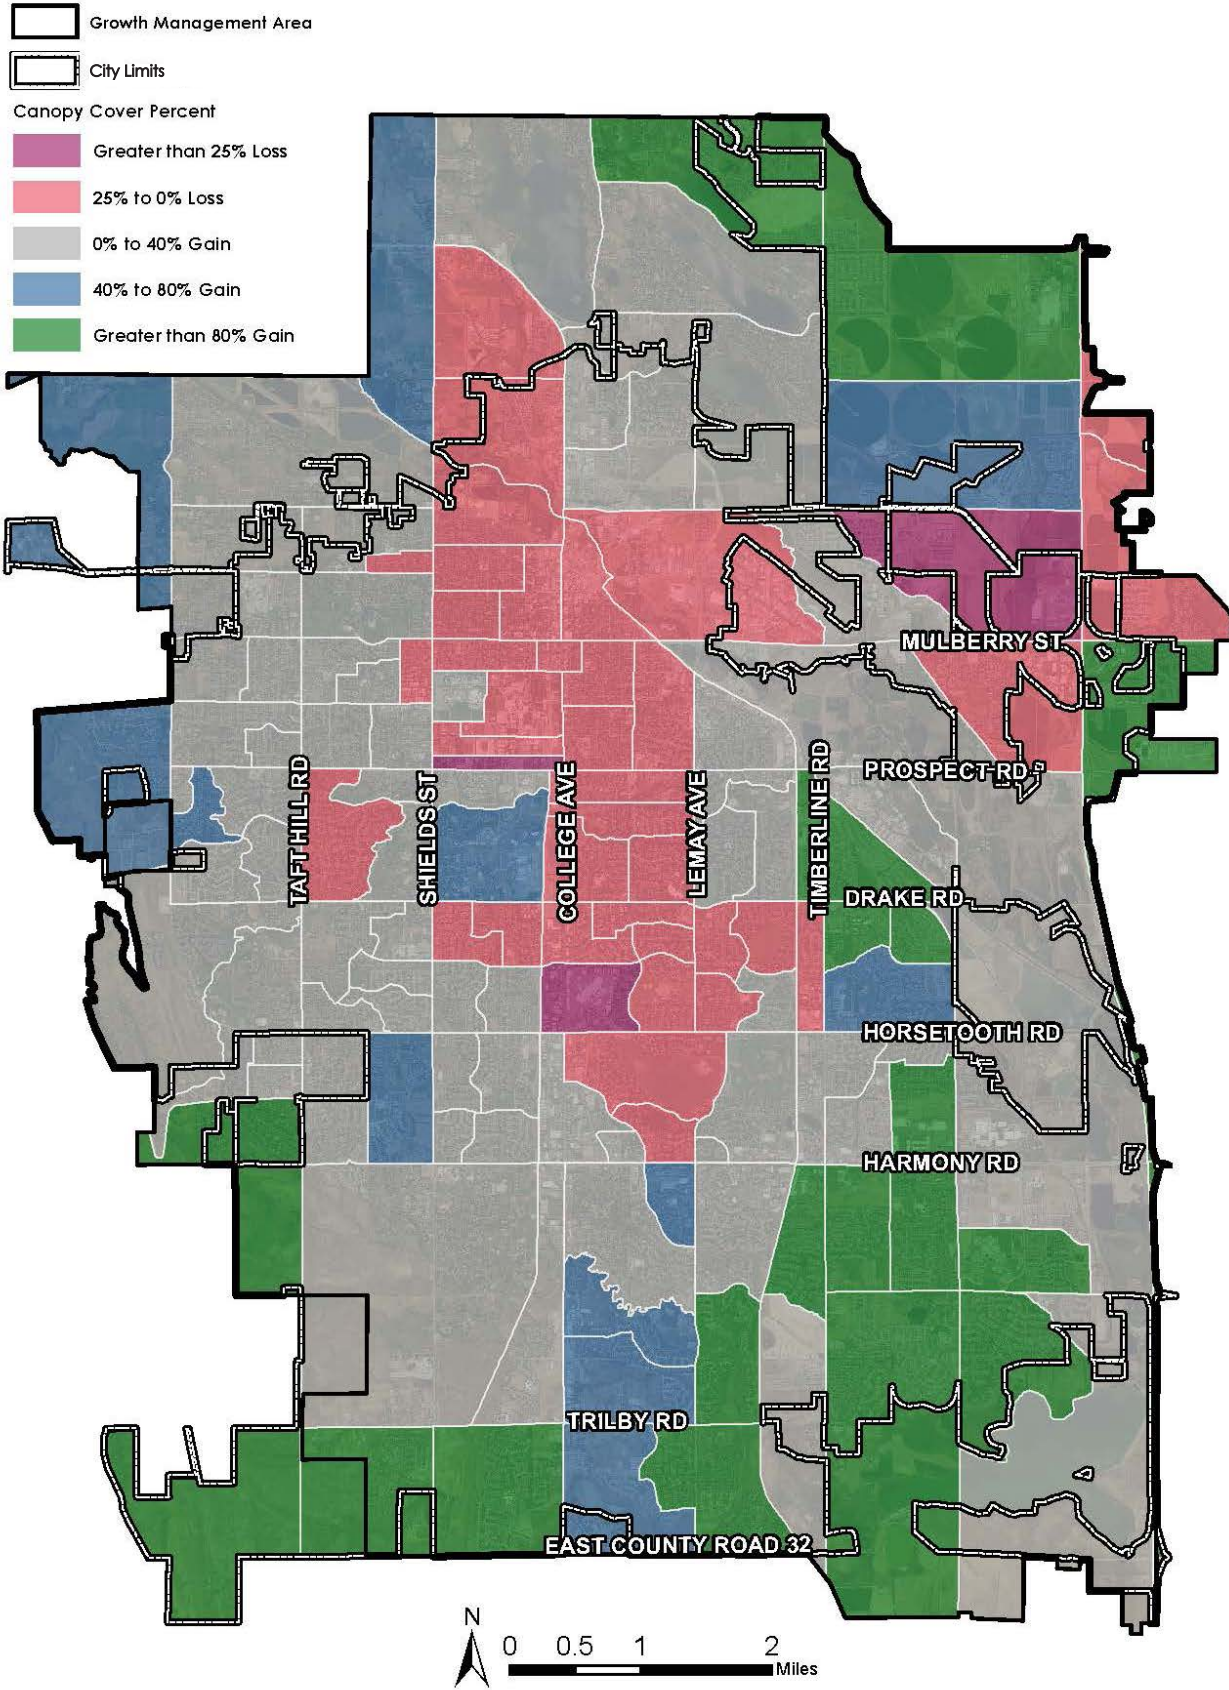 Growth Management Area
City Limits
Canopy Cover Percent
Greater than 25% Loss
25% to 0% Loss
0% to 40% Gain
40% to 80% Gain
Greater than 80% Gain
MULBERRY ST
PROSPECT RD
TAFT HILL RD
SHIELDS ST
COLLEGE AVE
LEMAY AVE
TIMBERLINE RD
DRAKE RD
HORSETOOTH RD
HARMONY RD
TRILBY RD
EAST COUNTY ROAD 32
N
0 0.5 1 2
Miles